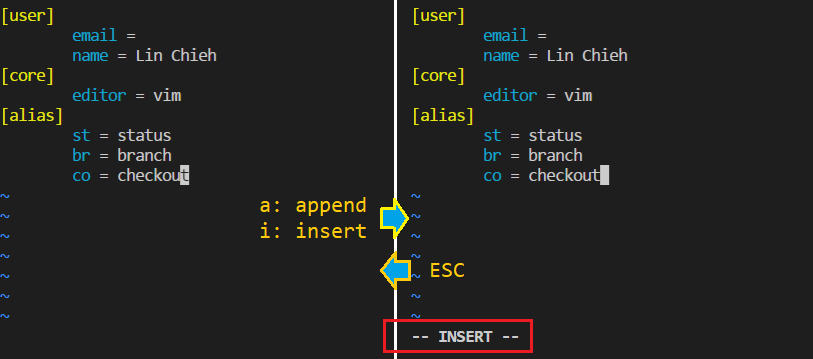 [user]
        email =
        name = Lin Chieh
[core]
        editor = vim
[alias]
        st = status
        br = branch
        co = checkout
~
~
~
~
~
~
~
a: append
i: insert
ESC
[user]
        email =
        name = Lin Chieh
[core]
        editor = vim
[alias]
        st = status
        br = branch
        co = checkout
~
~
~
~
~
~
-- INSERT --